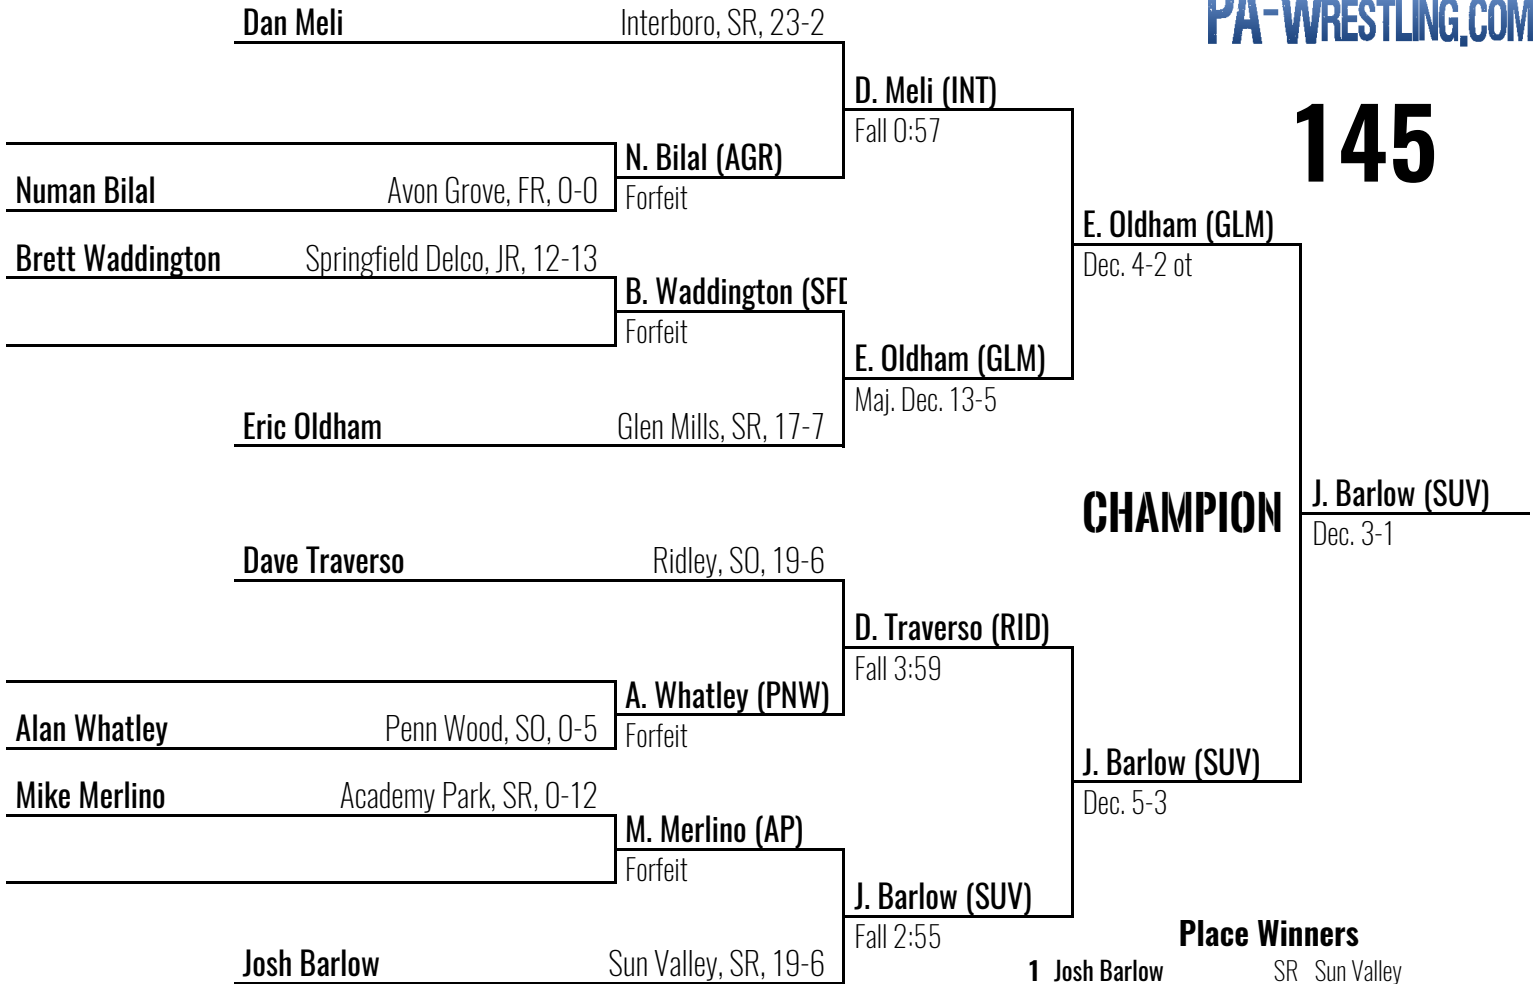 PA-WRESTLING.COM
145
Dan Meli Interboro, SR, 23-2
D. Meli (INT)
Fall 0:57
N. Bilal (AGR)
Forfeit
Numan Bilal Avon Grove, FR, 0-0
E. Oldham (GLM)
Dec. 4-2 ot
Brett Waddington Springfield Delco, JR, 12-13
B. Waddington (SFD
Forfeit
E. Oldham (GLM)
Maj. Dec. 13-5
Eric Oldham Glen Mills, SR, 17-7
CHAMPION
J. Barlow (SUV)
Dec. 3-1
Dave Traverso Ridley, SO, 19-6
D. Traverso (RID)
Fall 3:59
A. Whatley (PNW)
Forfeit
Alan Whatley Penn Wood, SO, 0-5
J. Barlow (SUV)
Dec. 5-3
Mike Merlino Academy Park, SR, 0-12
M. Merlino (AP)
Forfeit
J. Barlow (SUV)
Fall 2:55
Josh Barlow Sun Valley, SR, 19-6
Place Winners
1 Josh Barlow SR Sun Valley